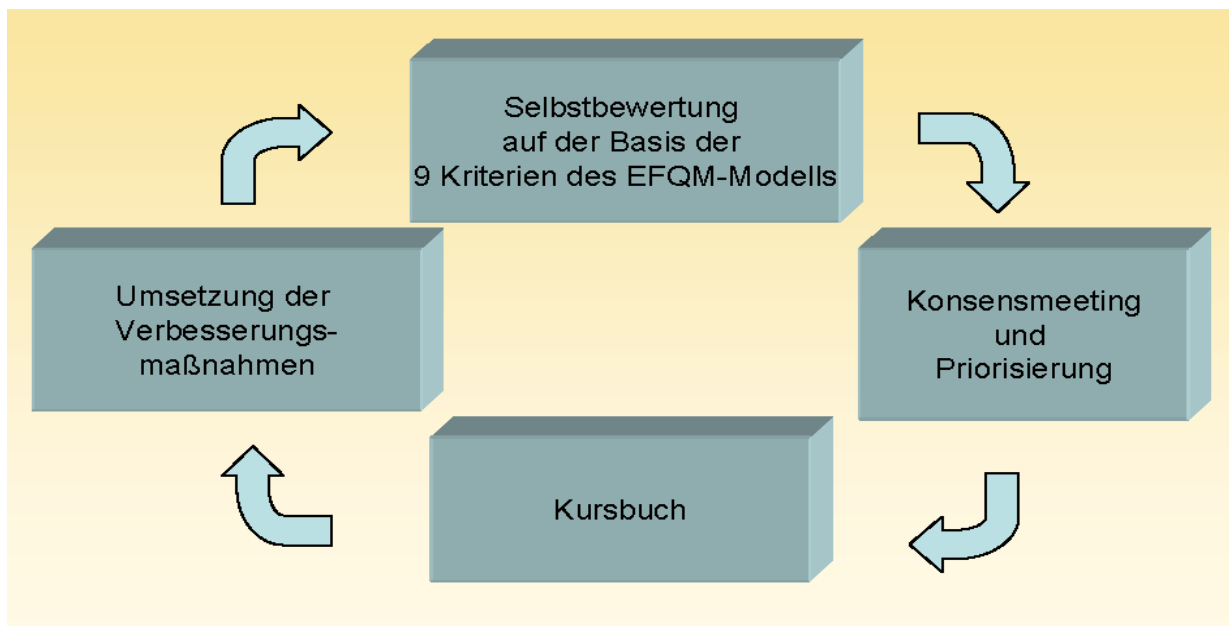 Selbstbewertung
auf der Basis der
9 Kriterien des EFQM-Modells
Umsetzung der
Verbesserungs-
maßnahmen
Konsensmeeting
und
Priorisierung
Kursbuch